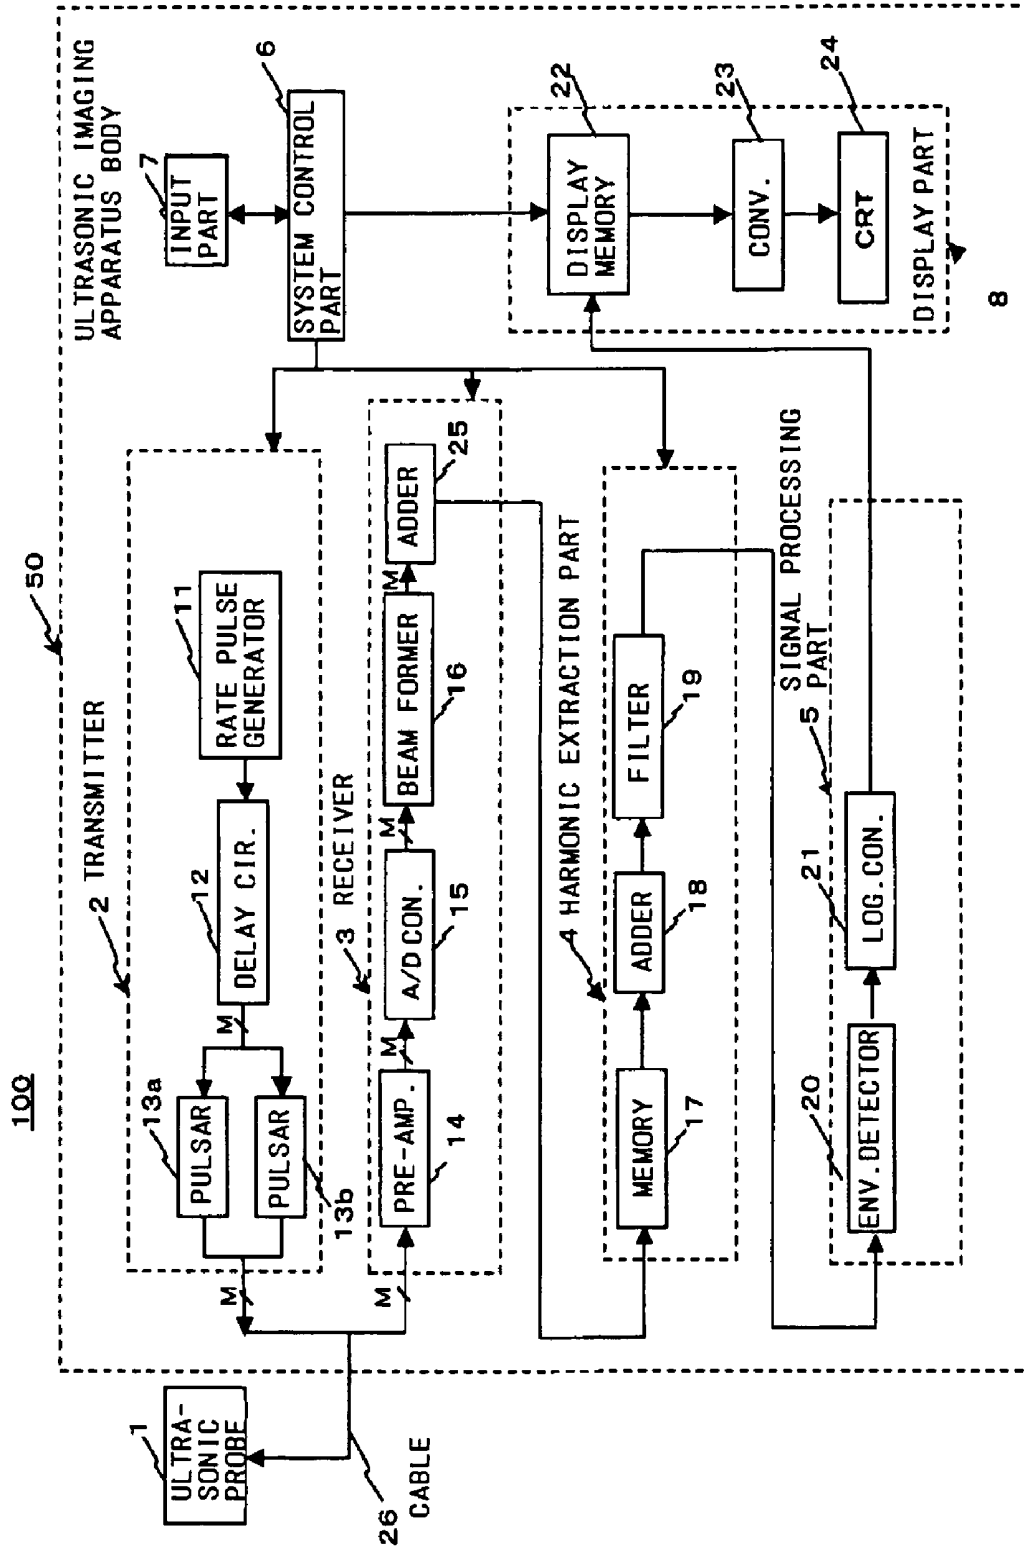 100
50
ULTRASONIC IMAGING
APPARATUS BODY
1
ULTRA-
SONIC
PROBE
26
CABLE
2 TRANSMITTER
13a
PULSAR
PULSAR
13b
M
M
12
DELAY CIR.
11
RATE PULSE
GENERATOR
3 RECEIVER
M
PRE-AMP.
14
M
A/D CON.
15
M
BEAM FORMER
16
M
ADDER
25
4 HARMONIC EXTRACTION PART
MEMORY
17
ADDER
18
FILTER
19
SIGNAL PROCESSING
PART
5
20
ENV. DETECTOR
21
LOG. CON.
7
INPUT
PART
6
SYSTEM CONTROL
PART
DISPLAY
MEMORY
22
CONV.
23
CRT
24
DISPLAY PART
8